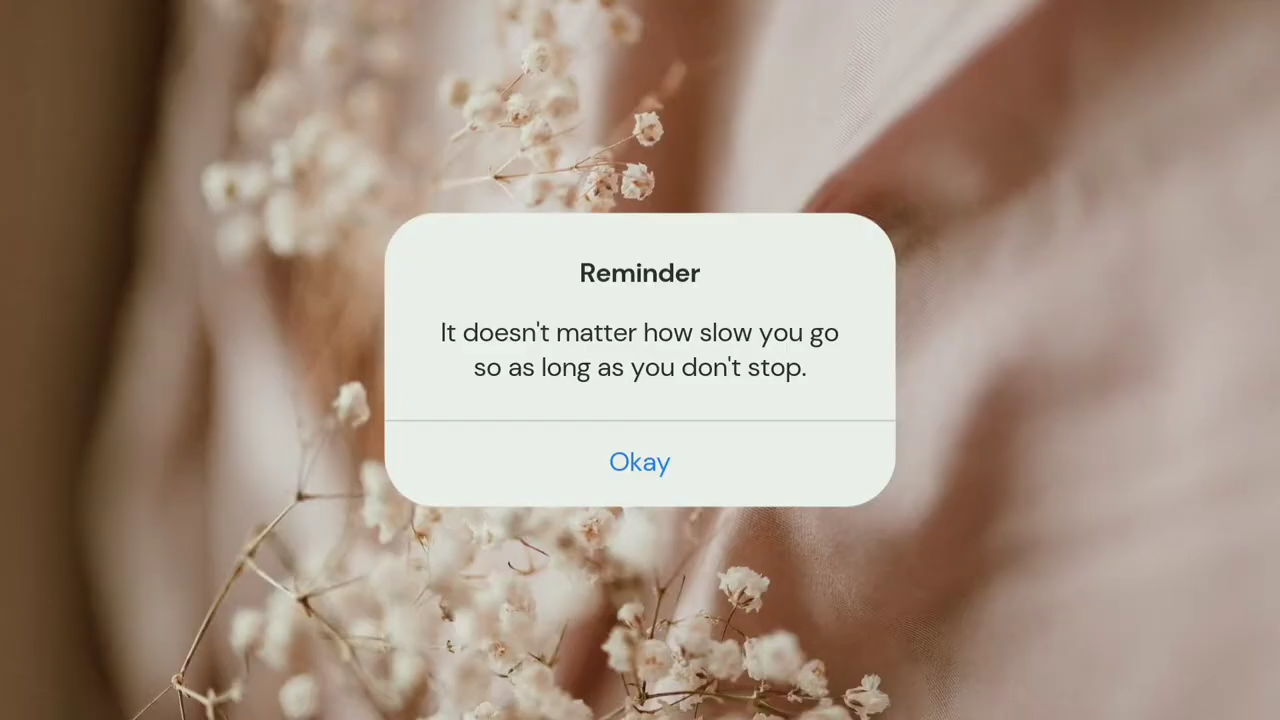 Reminder
It doesn't matter how slow you go
so as long as you don't stop.
Okay